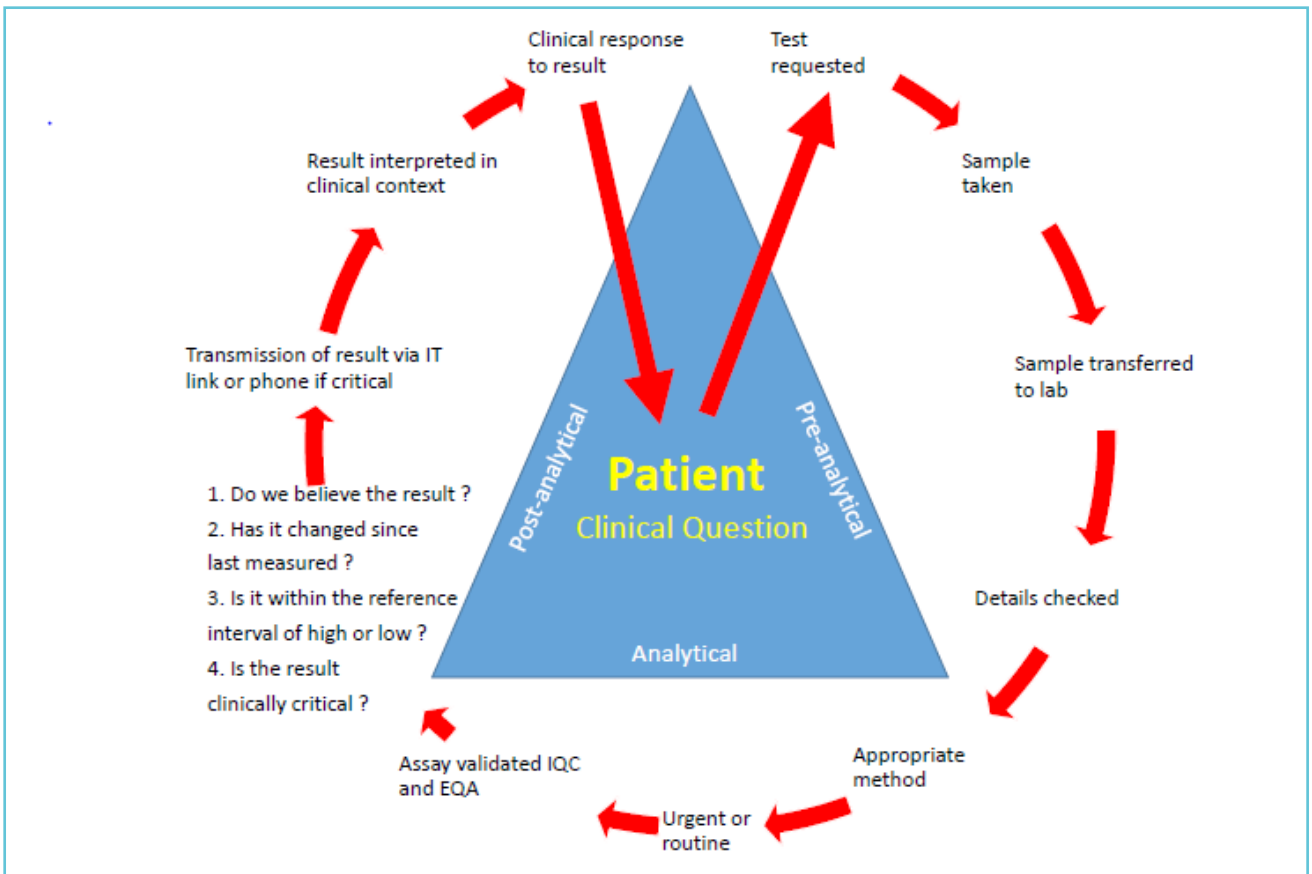 Clinical response
to result
Test
requested
Sample
taken
Sample transferred
to lab
Details checked
Appropriate
method
Urgent or
routine
Assay validated IQC
and EQA
1. Do we believe the result ?
2. Has it changed since
last measured ?
3. Is it within the reference
interval of high or low ?
4. Is the result
clinically critical ?
Transmission of result via IT
link or phone if critical
Result interpreted in
clinical context
Post-analytical
Pre-analytical
Patient
Clinical Question
Analytical